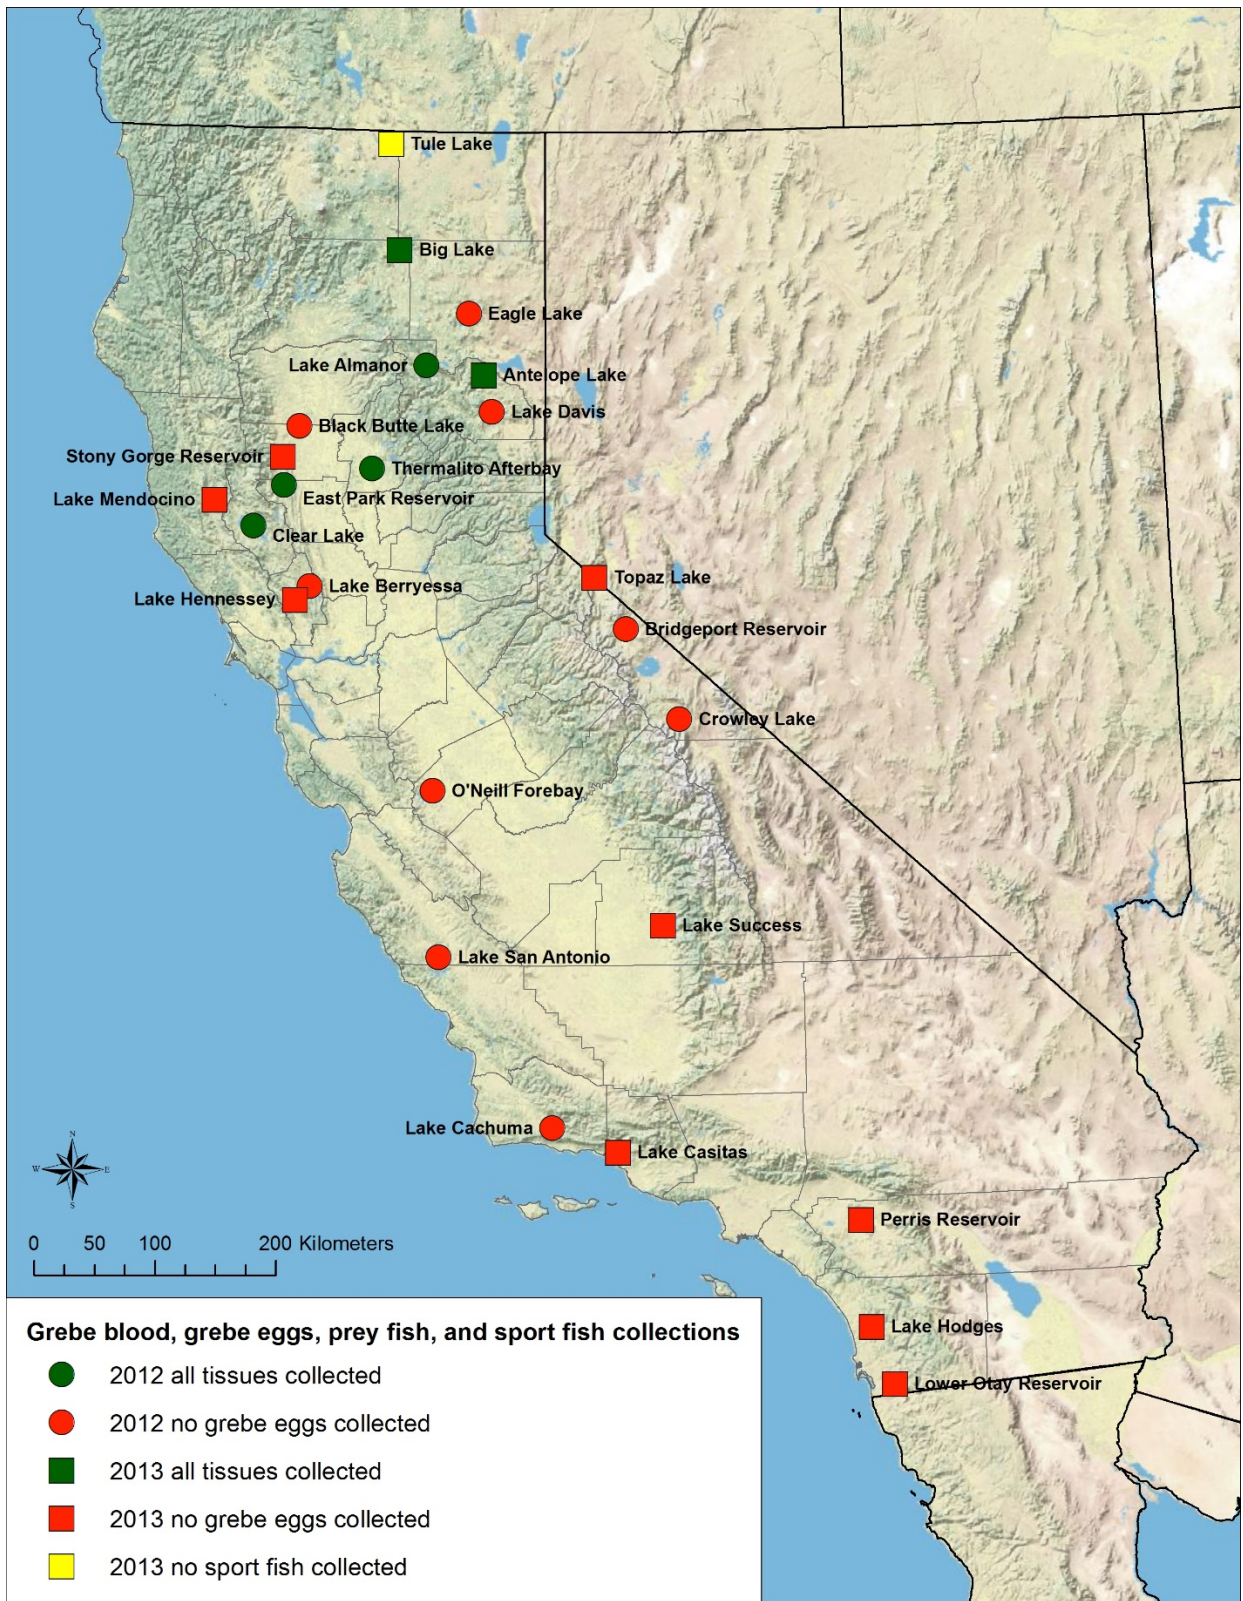 Tule Lake
Big Lake
Eagle Lake
Lake Almanor
Antelope Lake
Lake Davis
Black Butte Lake
Stony Gorge Reservoir
Thermalito Afterbay
Lake Mendocino
East Park Reservoir
Clear Lake
Topaz Lake
Lake Berryessa
Lake Hennessey
Bridgeport Reservoir
Crowley Lake
O'Neill Forebay
Lake Success
Lake San Antonio
Lake Cachuma
Lake Casitas
N
W E
S
Perris Reservoir
0 50 100 200 Kilometers
Lake Hodges
Lower Otay Reservoir
Grebe blood, grebe eggs, prey fish, and sport fish collections
2012 all tissues collected
2012 no grebe eggs collected
2013 all tissues collected
2013 no grebe eggs collected
2013 no sport fish collected